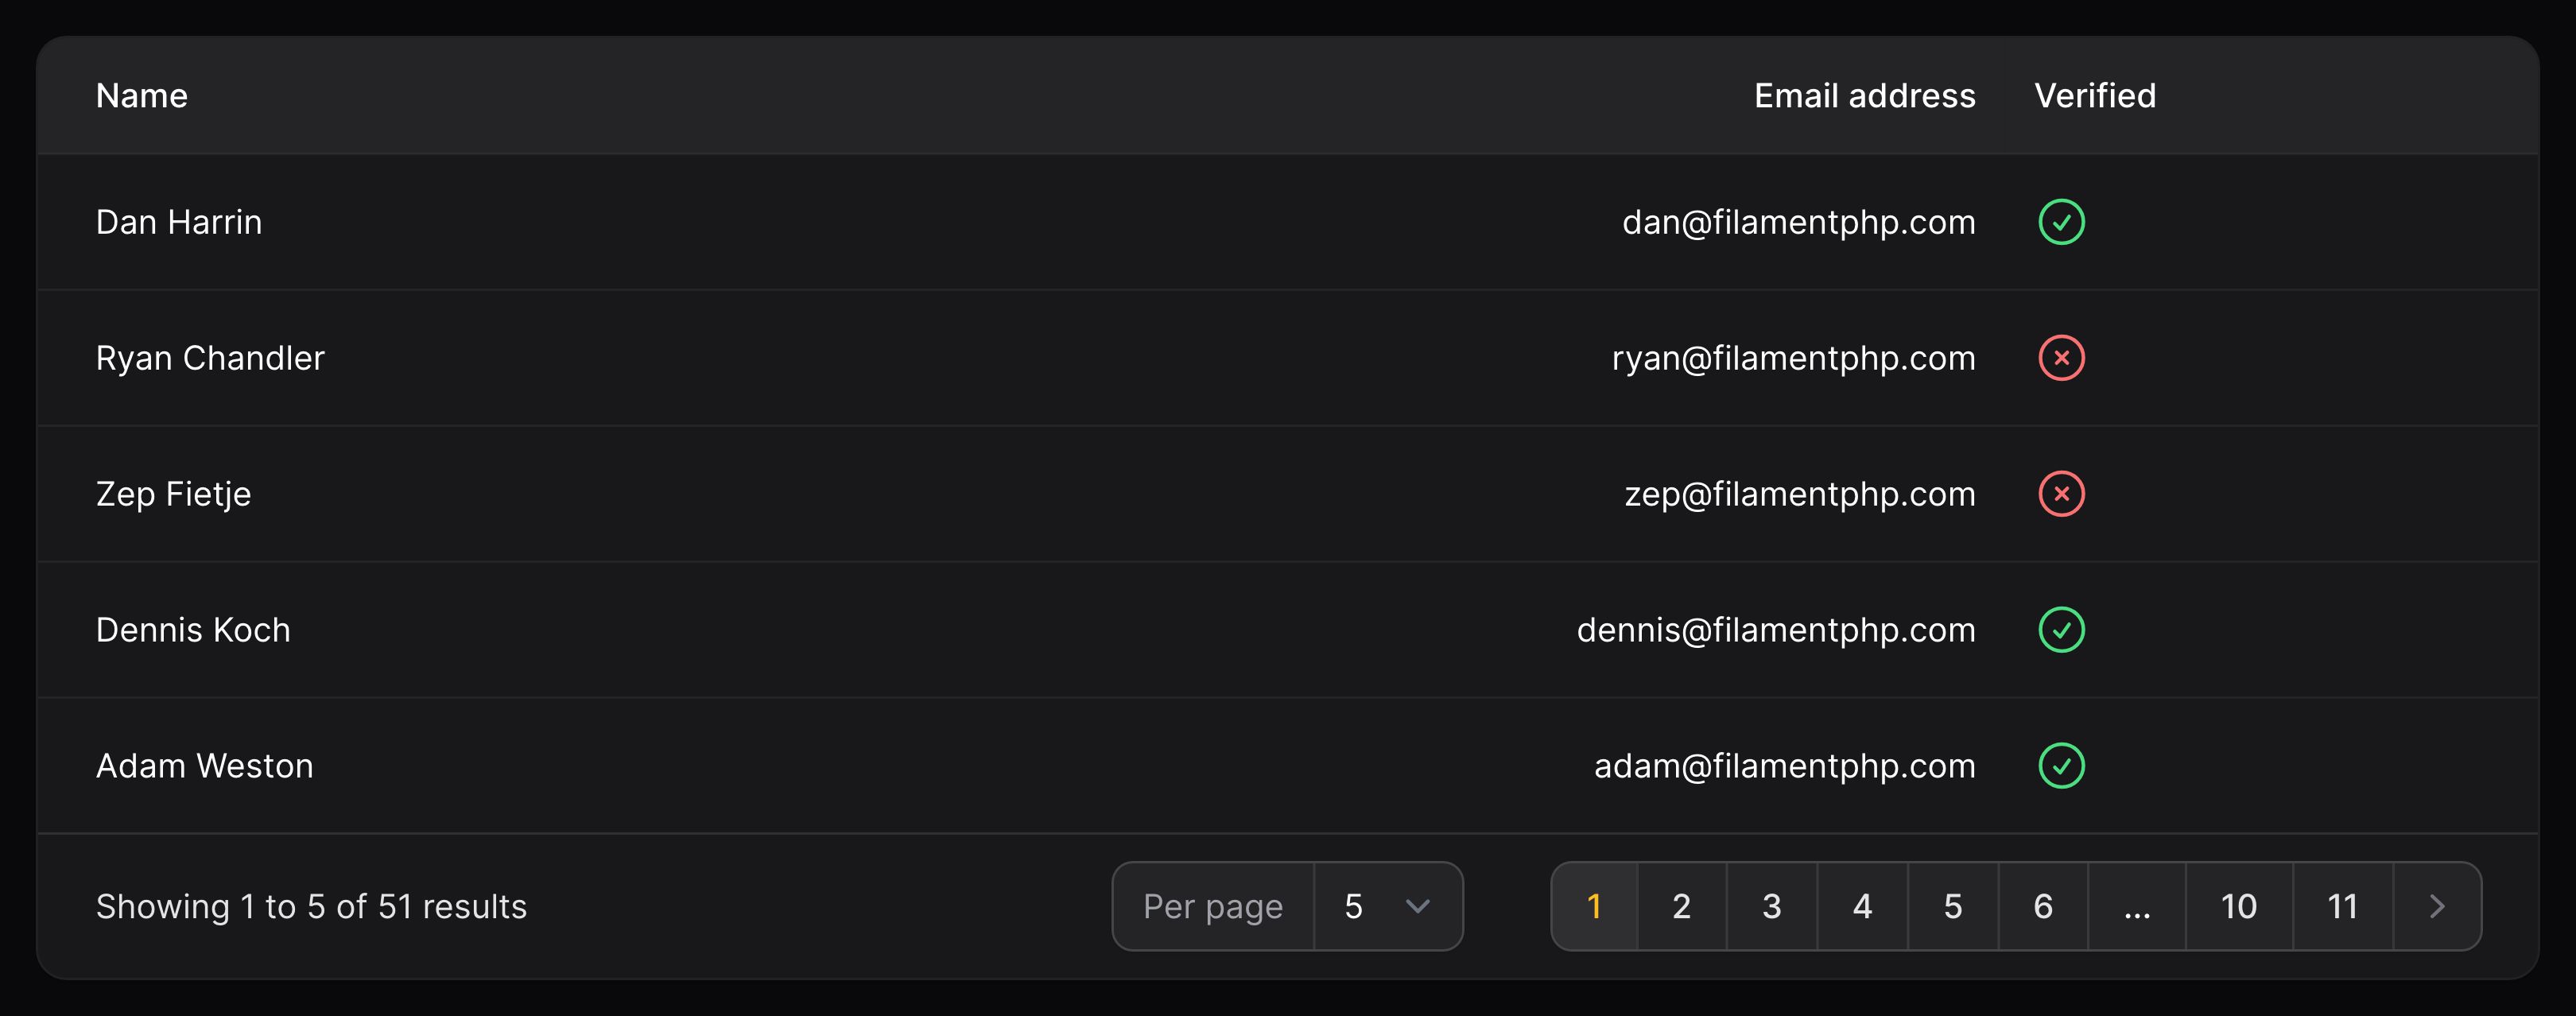 Name Email address Verified
Dan Harrin dan@filamentphp.com
Ryan Chandler ryan@filamentphp.com
Zep Fietje zep@filamentphp.com
Dennis Koch dennis@filamentphp.com
Adam Weston adam@filamentphp.com
Showing 1 to 5 of 51 results Per page 5 1 2 3 4 5 6 ... 10 11